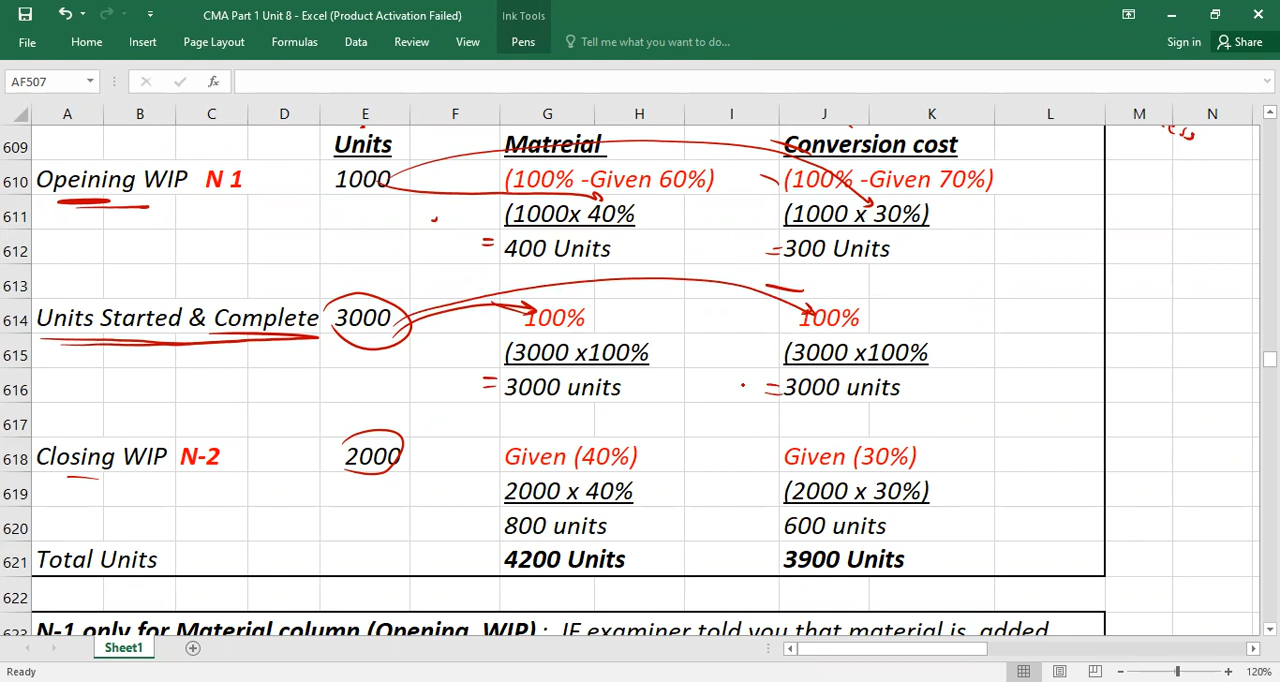 CMA Part 1 Unit 8 - Excel (Product Activation Failed)
Ink Tools
File Home Insert Page Layout Formulas Data Review View Pens Tell me what you want to do... Sign in Share
AF507 fx
A B C D E F G H I J K L M N
609 Units Matreial Conversion cost
610 Opeining WIP N 1 1000 (100% -Given 60%) (100% -Given 70%)
611 (1000x 40% (1000 x 30%)
612 = 400 Units = 300 Units
613
614 Units Started & Complete 3000 100% 100%
615 (3000 x100% (3000 x100%
616 = 3000 units = 3000 units
617
618 Closing WIP N-2 2000 Given (40%) Given (30%)
619 2000 x 40% (2000 x 30%)
620 800 units 600 units
621 Total Units 4200 Units 3900 Units
622
623 N-1 only for Material column (Opening WIP) : IF examiner told you that material is added
Sheet1
Ready 120%